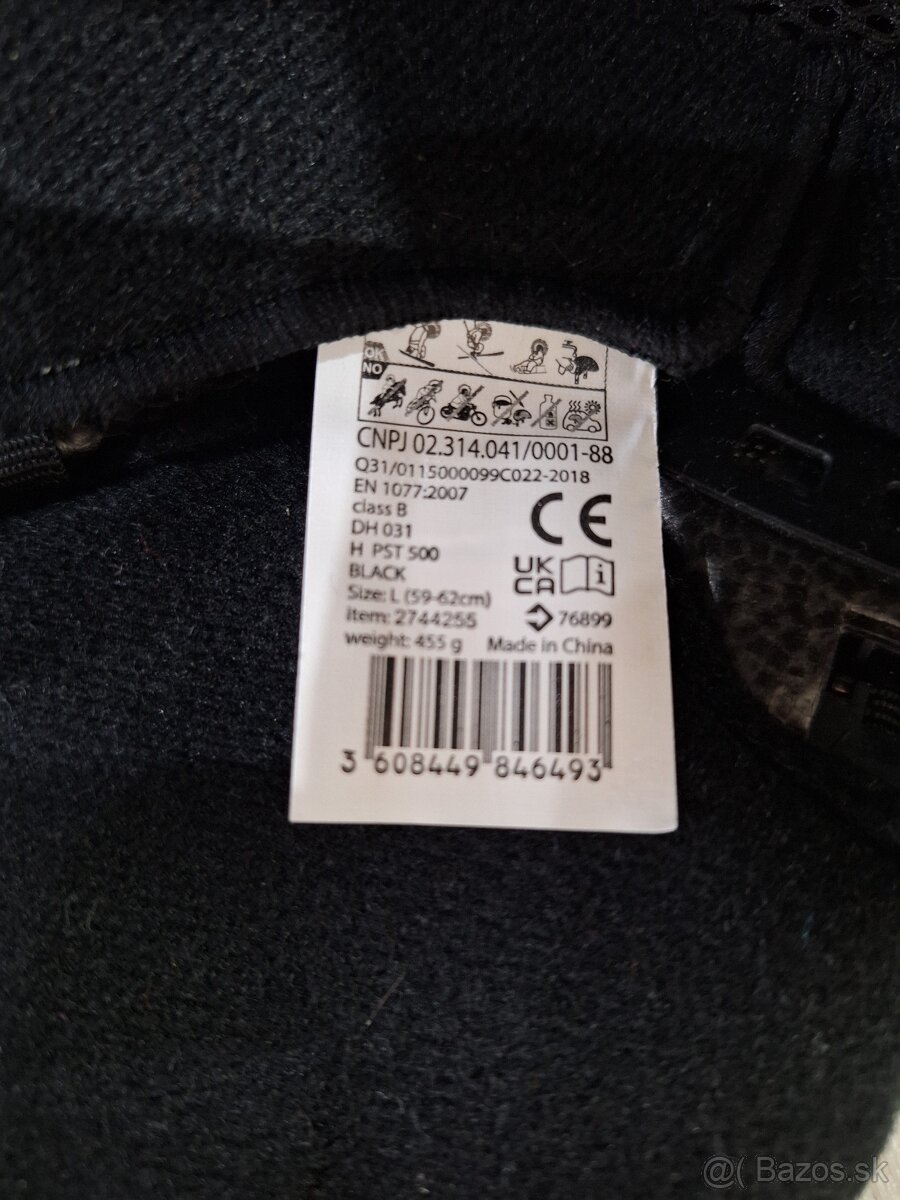 OK
NO
CNPJ 02.314.041/0001-88
Q31/0115000099C022-2018
EN 1077:2007
class B
DH 031
H PST 500
BLACK
Size: L (59-62cm)
item: 2744255
weight: 455 g
CE
UK
CA
i
76899
Made in China
3 608449 846493
@( Bazos.sk